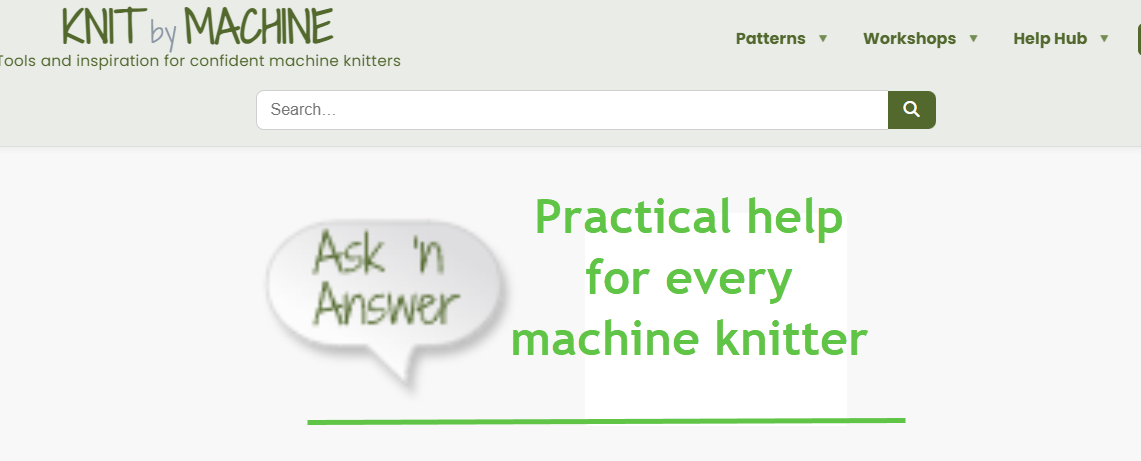 KNIT by MACHINE
Tools and inspiration for confident machine knitters
Patterns ▼ Workshops ▼ Help Hub ▼
Search...
Ask 'n
Answer
Practical help
for every
machine knitter